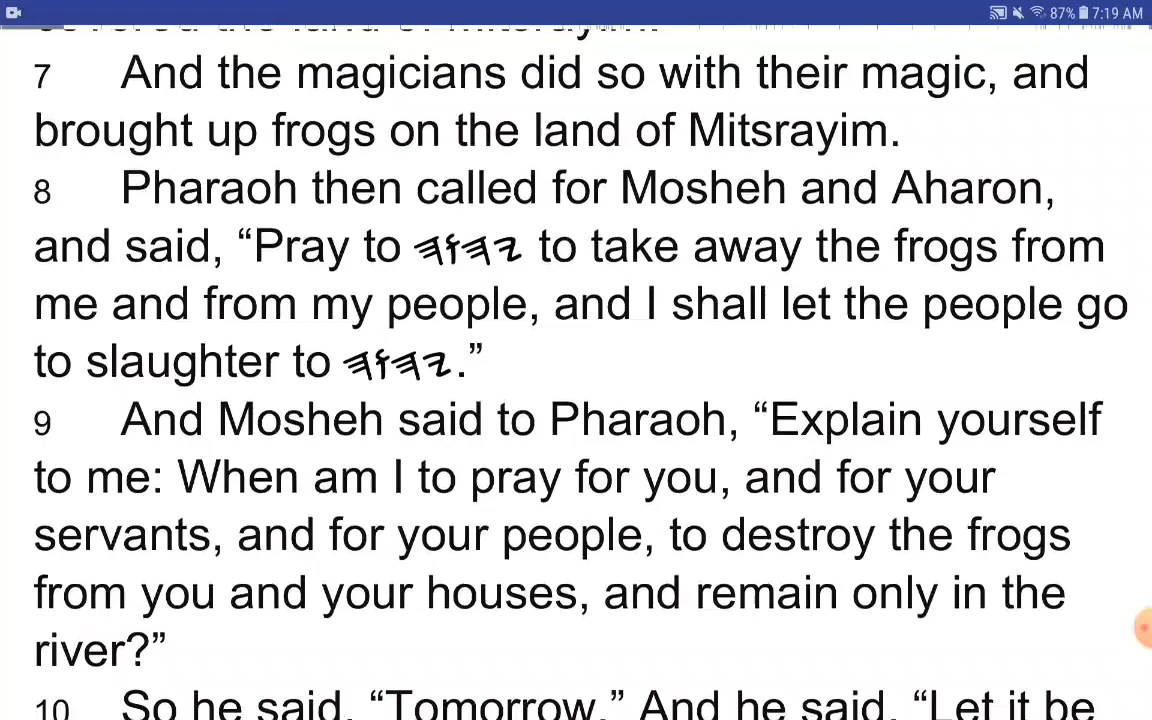 87% 7:19 AM
7 And the magicians did so with their magic, and
brought up frogs on the land of Mitsrayim.
8 Pharaoh then called for Mosheh and Aharon,
and said, “Pray to 𐤉𐤄𐤅𐤄 to take away the frogs from
me and from my people, and I shall let the people go
to slaughter to 𐤉𐤄𐤅𐤄.”
9 And Mosheh said to Pharaoh, “Explain yourself
to me: When am I to pray for you, and for your
servants, and for your people, to destroy the frogs
from you and your houses, and remain only in the
river?”
10 So he said, “Tomorrow.” And he said, “Let it be